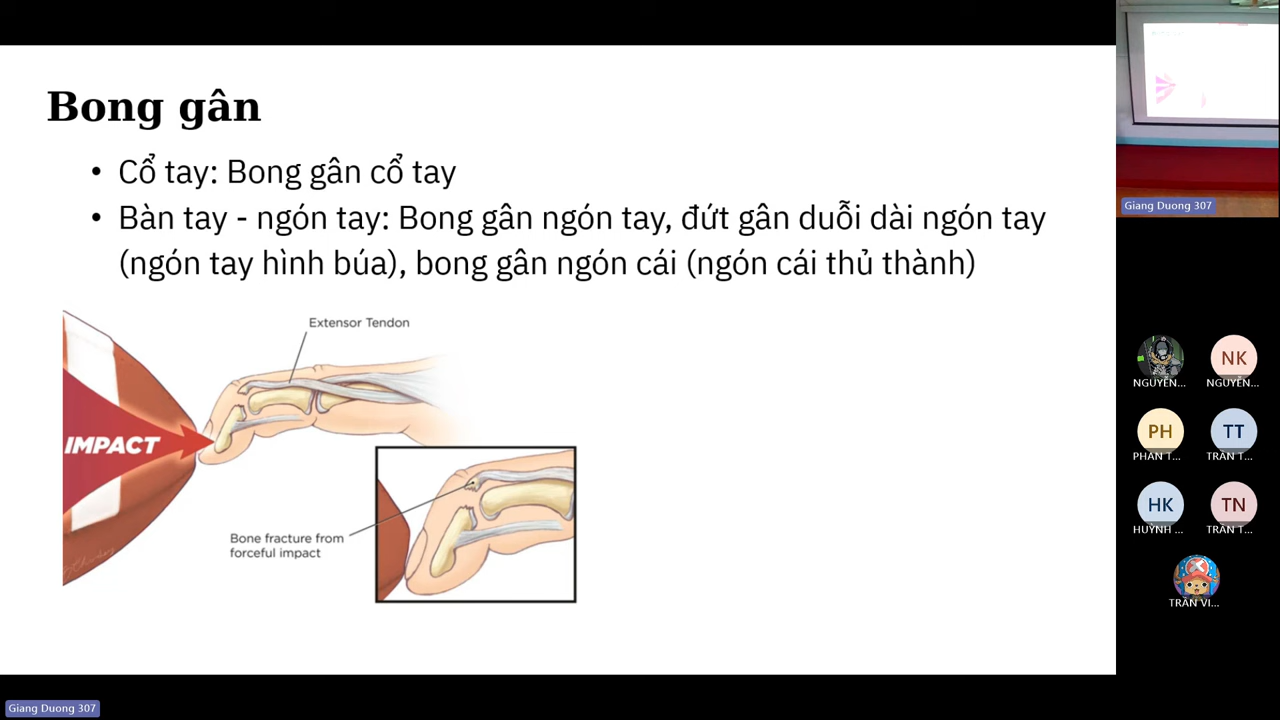 Bong gân
• Cổ tay: Bong gân cổ tay
• Bàn tay - ngón tay: Bong gân ngón tay, đứt gân duỗi dài ngón tay
(ngón tay hình búa), bong gân ngón cái (ngón cái thủ thành)
Extensor Tendon
IMPACT
Bone fracture from
forceful impact
Giang Duong 307
Giang Duong 307
NK
NGUYỄN...
NGUYỄN...
PH
TT
PHAN T...
TRẦN T...
HK
TN
HUỲNH ...
TRẦN T...
TRẦN VI...